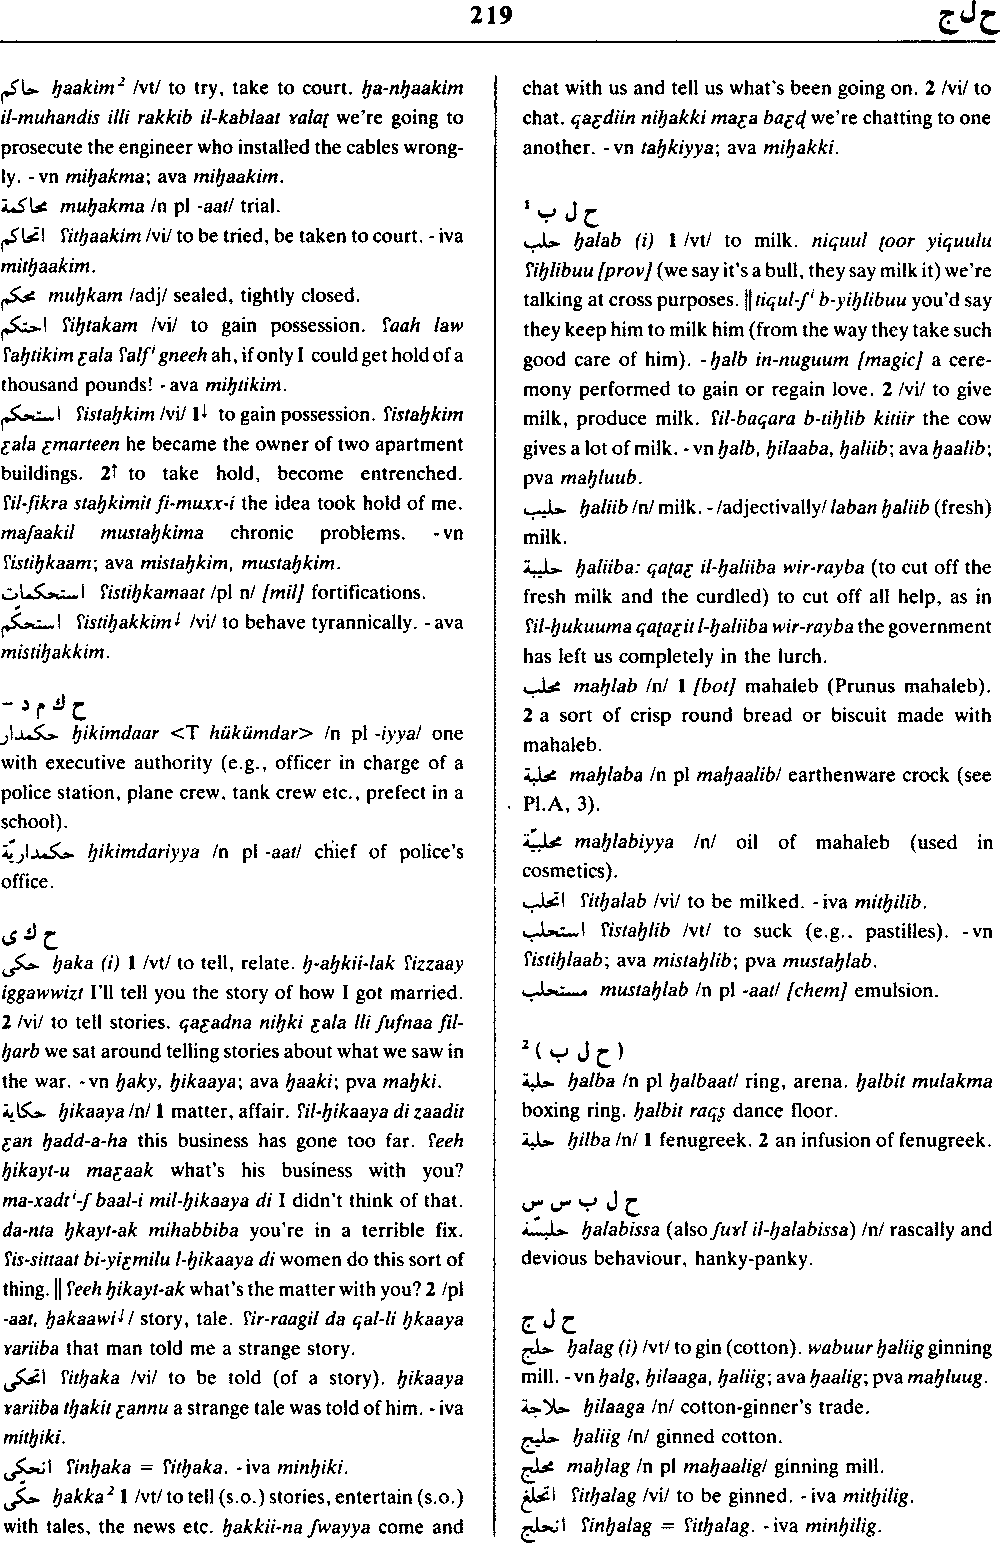 219
ح ل ج
حاكم ḥaakim² /vt/ to try, take to court. ḥa-nḥaakim
il-muhandis illi rakkib il-kablaat ɤalaṭ we're going to
prosecute the engineer who installed the cables wrong-
ly. - vn miḥakma; ava miḥaakim.
محاكمة muḥakma /n pl -aat/ trial.
اتحاكم ʕitḥaakim /vi/ to be tried, be taken to court. - iva
mitḥaakim.
محكم muḥkam /adj/ sealed, tightly closed.
احتكم ʕiḥtakam /vi/ to gain possession. ʕaah law
ʕaḥtikim ɛala ʕalfⁱ gneeh ah, if only I could get hold of a
thousand pounds! - ava miḥtikim.
استحكم ʕistaḥkim /vi/ 1↓ to gain possession. ʕistaḥkim
ɛala ɛmarteen he became the owner of two apartment
buildings. 2↑ to take hold, become entrenched.
ʕil-fikra staḥkimit fi-muxx-i the idea took hold of me.
maʃaakil mustaḥkima chronic problems. - vn
ʕistiḥkaam; ava mistaḥkim, mustaḥkim.
استحكامات ʕistiḥkamaat /pl n/ [mil] fortifications.
استحكّم ʕistiḥakkim↓ /vi/ to behave tyrannically. - ava
mistiḥakkim.
ح ك م د –
حكمدار ḥikimdaar <T hükümdar> /n pl -iyya/ one
with executive authority (e.g., officer in charge of a
police station, plane crew, tank crew etc., prefect in a
school).
حكمداريّة ḥikimdariyya /n pl -aat/ chief of police's
office.
ح ك ى
حكى ḥaka (i) 1 /vt/ to tell, relate. ḥ-aḥkii-lak ʕizzaay
iggawwizt I'll tell you the story of how I got married.
2 /vi/ to tell stories. qaɛadna niḥki ɛala lli ʃufnaa fil-
ḥarb we sat around telling stories about what we saw in
the war. - vn ḥaky, ḥikaaya; ava ḥaaki; pva maḥki.
حكاية ḥikaaya /n/ 1 matter, affair. ʕil-ḥikaaya di zaadit
ɛan ḥadd-a-ha this business has gone too far. ʕeeh
ḥikayt-u maɛaak what's his business with you?
ma-xadtⁱ-ʃ baal-i mil-ḥikaaya di I didn't think of that.
da-nta ḥkayt-ak mihabbiba you're in a terrible fix.
ʕis-sittaat bi-yiɛmilu l-ḥikaaya di women do this sort of
thing. || ʕeeh ḥikayt-ak what's the matter with you? 2 /pl
-aat, ḥakaawi↓/ story, tale. ʕir-raagil da qal-li ḥkaaya
ɤariiba that man told me a strange story.
اتحكى ʕitḥaka /vi/ to be told (of a story). ḥikaaya
ɤariiba tḥakit ɛannu a strange tale was told of him. - iva
mitḥiki.
انحكى ʕinḥaka = ʕitḥaka. - iva minḥiki.
حكّى ḥakka² 1 /vt/ to tell (s.o.) stories, entertain (s.o.)
with tales, the news etc. ḥakkii-na ʃwayya come and
chat with us and tell us what's been going on. 2 /vi/ to
chat. qaɛdiin niḥakki maɛa baɛḍ we're chatting to one
another. - vn taḥkiyya; ava miḥakki.
ح ل ب ¹
حلب ḥalab (i) 1 /vt/ to milk. niquul ṭoor yiquulu
ʕiḥlibuu [prov] (we say it's a bull, they say milk it) we're
talking at cross purposes. || tiqul-ʃⁱ b-yiḥlibuu you'd say
they keep him to milk him (from the way they take such
good care of him). - ḥalb in-nuguum [magic] a cere-
mony performed to gain or regain love. 2 /vi/ to give
milk, produce milk. ʕil-baqara b-tiḥlib kitiir the cow
gives a lot of milk. - vn ḥalb, ḥilaaba, ḥaliib; ava ḥaalib;
pva maḥluub.
حليب ḥaliib /n/ milk. - /adjectivally/ laban ḥaliib (fresh)
milk.
حليبة ḥaliiba: qaṭaɛ il-ḥaliiba wir-rayba (to cut off the
fresh milk and the curdled) to cut off all help, as in
ʕil-ḥukuuma qaṭaɛit l-ḥaliiba wir-rayba the government
has left us completely in the lurch.
محلب maḥlab /n/ 1 [bot] mahaleb (Prunus mahaleb).
2 a sort of crisp round bread or biscuit made with
mahaleb.
محلبة maḥlaba /n pl maḥaalib/ earthenware crock (see
Pl.A, 3).
محلبيّة maḥlabiyya /n/ oil of mahaleb (used in
cosmetics).
اتحلب ʕitḥalab /vi/ to be milked. - iva mitḥilib.
استحلب ʕistaḥlib /vt/ to suck (e.g.. pastilles). - vn
ʕistiḥlaab; ava mistaḥlib; pva mustaḥlab.
مستحلب mustaḥlab /n pl -aat/ [chem] emulsion.
(ح ل ب) ²
حلبة ḥalba /n pl ḥalbaat/ ring, arena. ḥalbit mulakma
boxing ring. ḥalbit raqṣ dance floor.
حلبة ḥilba /n/ 1 fenugreek. 2 an infusion of fenugreek.
ح ل ب س س
حلبسّة ḥalabissa (also ʃuɤl il-ḥalabissa) /n/ rascally and
devious behaviour, hanky-panky.
ح ل ج
حلج ḥalag (i) /vt/ to gin (cotton). wabuur ḥaliig ginning
mill. - vn ḥalg, ḥilaaga, ḥaliig; ava ḥaalig; pva maḥluug.
حلاجة ḥilaaga /n/ cotton-ginner's trade.
حليج ḥaliig /n/ ginned cotton.
محلج maḥlag /n pl maḥaalig/ ginning mill.
اتحلغ ʕitḥalag /vi/ to be ginned. - iva mitḥilig.
انحلج ʕinḥalag = ʕitḥalag. - iva minḥilig.